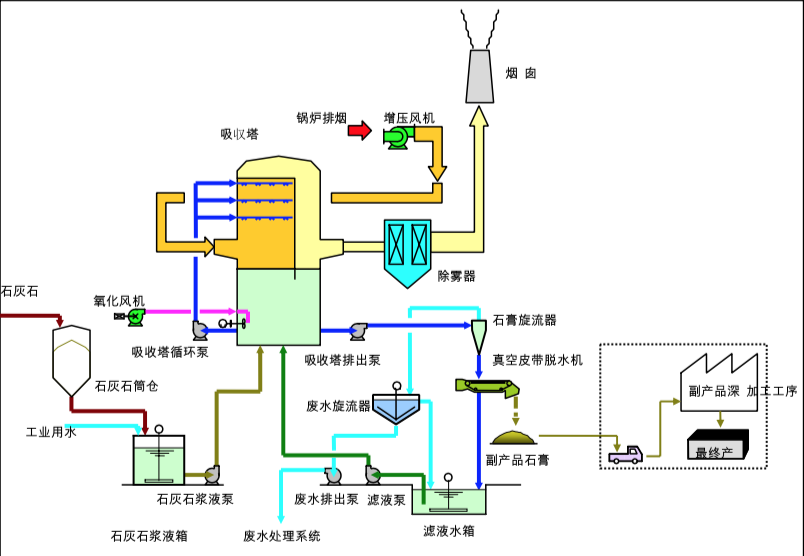 烟 囱
锅炉排烟
增压风机
吸收塔
除雾器
石灰石
氧化风机
石膏旋流器
吸收塔循环泵
吸收塔排出泵
真空皮带脱水机
石灰石筒仓
副产品深 加工工序
废水旋流器
工业用水
副产品石膏
最终产
石灰石浆液泵
废水排出泵
滤液泵
石灰石浆液箱
废水处理系统
滤液水箱